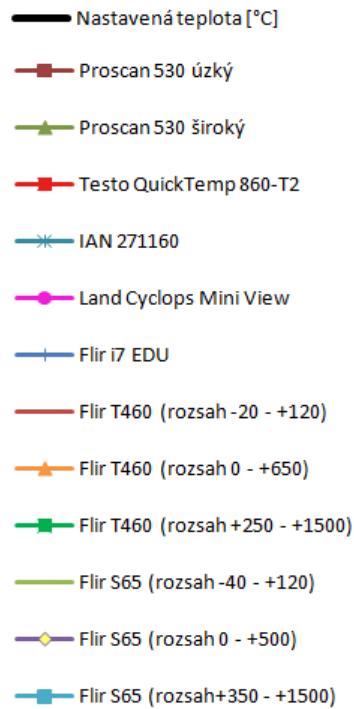 Nastavená teplota [°C]
Proscan 530 úzký
Proscan 530 široký
Testo QuickTemp 860-T2
IAN 271160
Land Cyclops Mini View
Flir i7 EDU
Flir T460 (rozsah -20 - +120)
Flir T460 (rozsah 0 - +650)
Flir T460 (rozsah +250 - +1500)
Flir S65 (rozsah -40 - +120)
Flir S65 (rozsah 0 - +500)
Flir S65 (rozsah+350 - +1500)